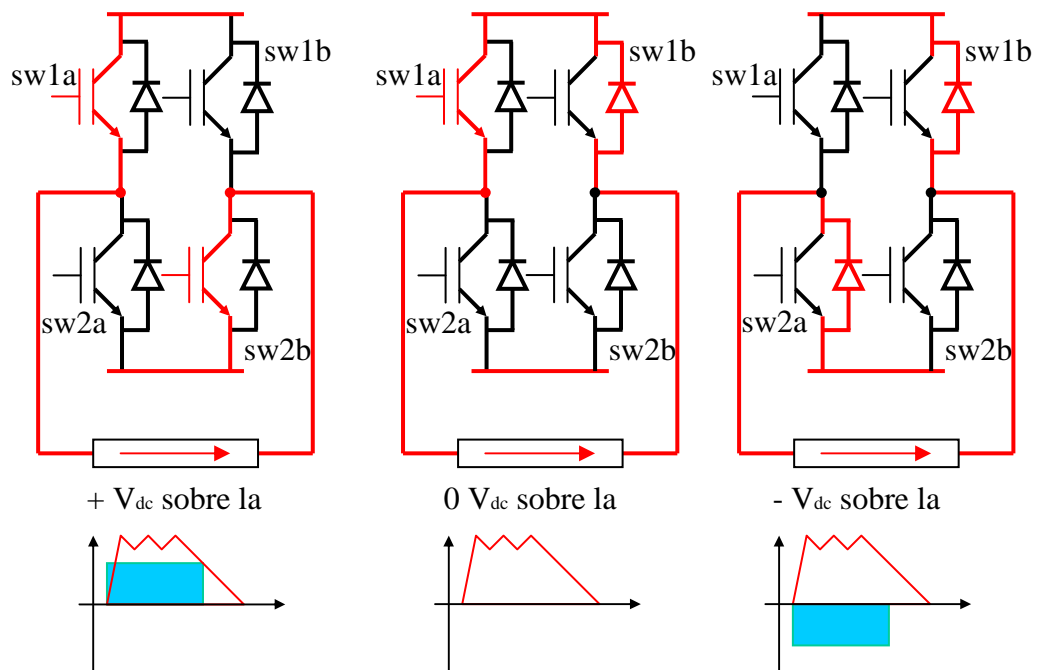 sw1a
sw1b
sw2a
sw2b
+ Vdc sobre la
sw1a
sw1b
sw2a
sw2b
0 Vdc sobre la
sw1a
sw1b
sw2a
sw2b
- Vdc sobre la